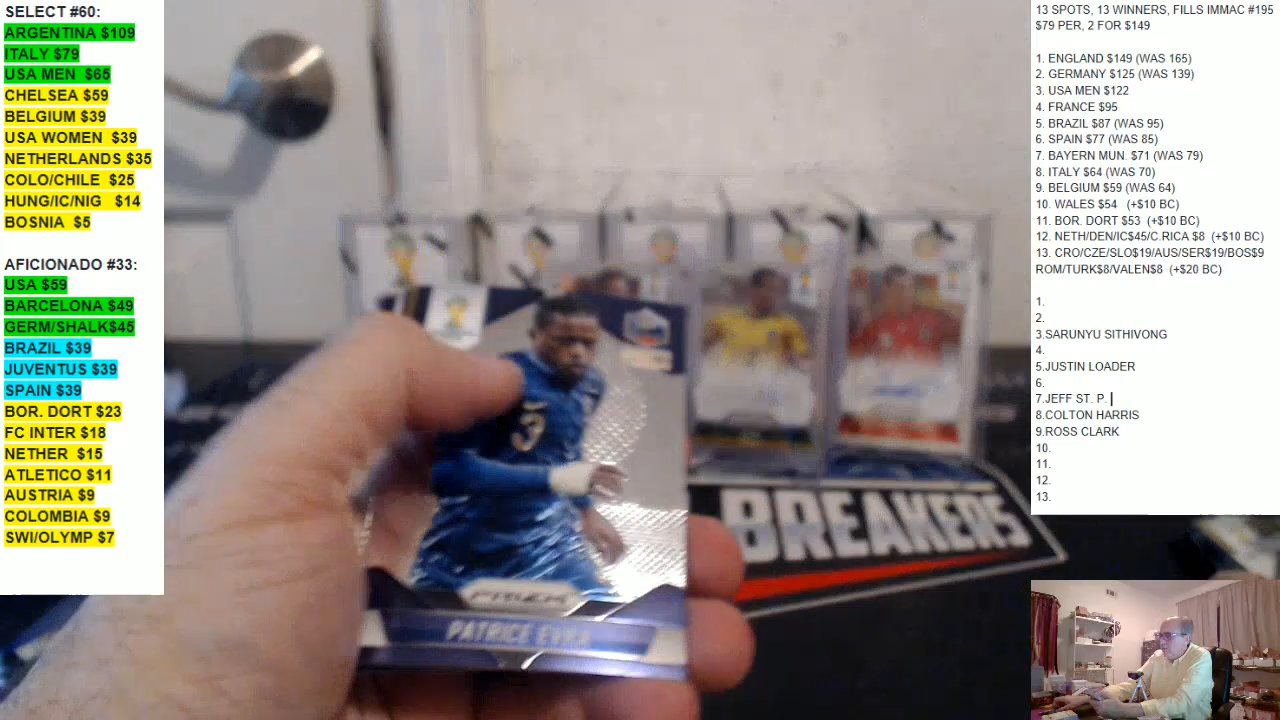 SELECT #60:
ARGENTINA $109
ITALY $79
USA MEN $65
CHELSEA $59
BELGIUM $39
USA WOMEN $39
NETHERLANDS $35
COLO/CHILE $25
HUNG/IC/NIG $14
BOSNIA $5
AFICIONADO #33:
USA $59
BARCELONA $49
GERM/SHALK$45
BRAZIL $39
JUVENTUS $39
SPAIN $39
BOR. DORT $23
FC INTER $18
NETHER $15
ATLETICO $11
AUSTRIA $9
COLOMBIA $9
SWI/OLYMP $7
3
PRIZM
PATRICE EVRA
BREAKERS
13 SPOTS, 13 WINNERS, FILLS IMMAC #195
$79 PER, 2 FOR $149
1. ENGLAND $149 (WAS 165)
2. GERMANY $125 (WAS 139)
3. USA MEN $122
4. FRANCE $95
5. BRAZIL $87 (WAS 95)
6. SPAIN $77 (WAS 85)
7. BAYERN MUN. $71 (WAS 79)
8. ITALY $64 (WAS 70)
9. BELGIUM $59 (WAS 64)
10. WALES $54 (+$10 BC)
11. BOR. DORT $53 (+$10 BC)
12. NETH/DEN/IC$45/C.RICA $8 (+$10 BC)
13. CRO/CZE/SLO$19/AUS/SER$19/BOS$9
ROM/TURK$8/VALEN$8 (+$20 BC)
1.
2.
3.SARUNYU SITHIVONG
4.
5.JUSTIN LOADER
6.
7.JEFF ST. P.
8.COLTON HARRIS
9.ROSS CLARK
10.
11.
12.
13.